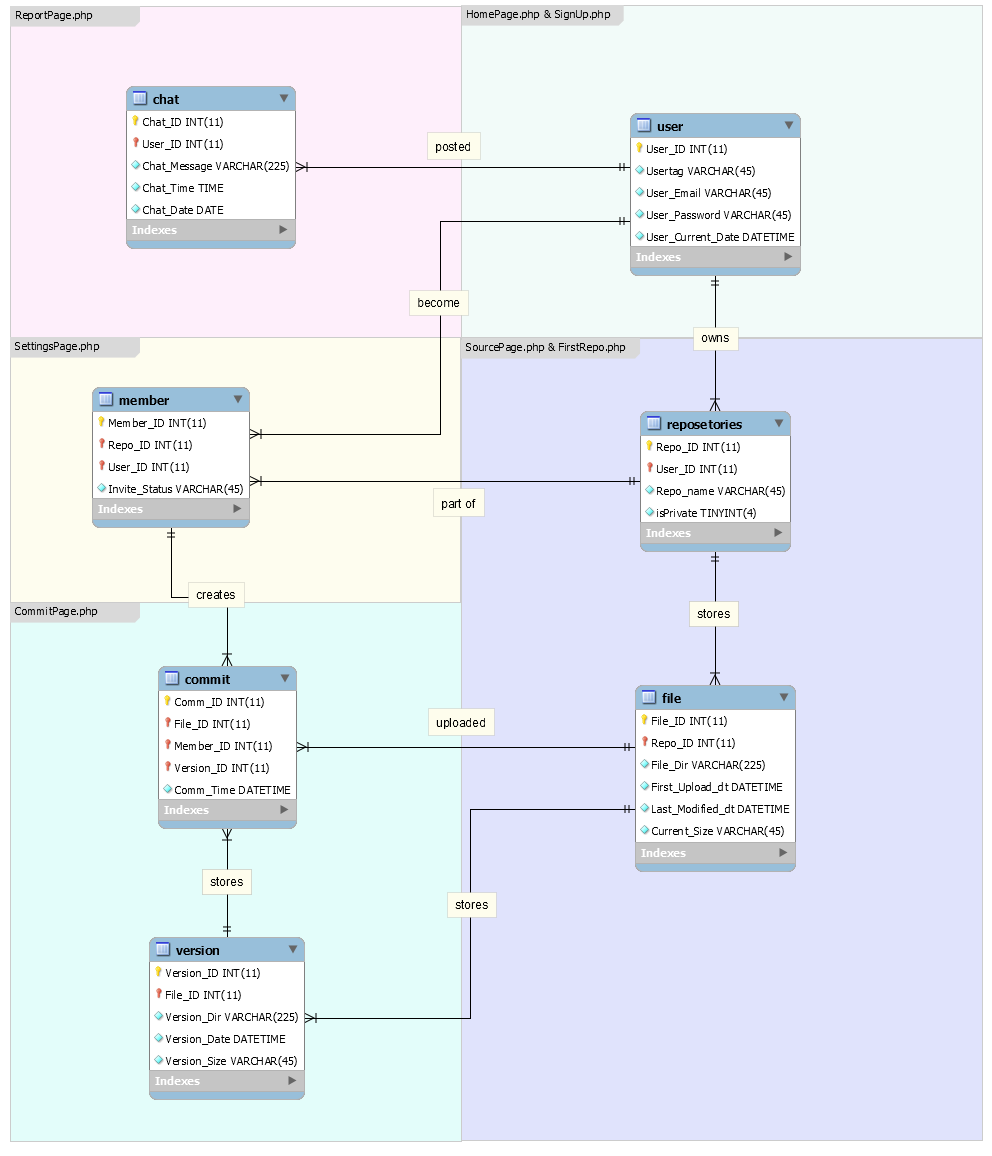 ReportPage.php
chat
Chat_ID INT(11)
User_ID INT(11)
Chat_Message VARCHAR(225)
Chat_Time TIME
Chat_Date DATE
Indexes
posted
HomePage.php & SignUp.php
user
User_ID INT(11)
Usertag VARCHAR(45)
User_Email VARCHAR(45)
User_Password VARCHAR(45)
User_Current_Date DATETIME
Indexes
become
owns
SettingsPage.php
member
Member_ID INT(11)
Repo_ID INT(11)
User_ID INT(11)
Invite_Status VARCHAR(45)
Indexes
part of
SourcePage.php & FirstRepo.php
reposetories
Repo_ID INT(11)
User_ID INT(11)
Repo_name VARCHAR(45)
isPrivate TINYINT(4)
Indexes
creates
stores
CommitPage.php
commit
Comm_ID INT(11)
File_ID INT(11)
Member_ID INT(11)
Version_ID INT(11)
Comm_Time DATETIME
Indexes
uploaded
file
File_ID INT(11)
Repo_ID INT(11)
File_Dir VARCHAR(225)
First_Upload_dt DATETIME
Last_Modified_dt DATETIME
Current_Size VARCHAR(45)
Indexes
stores
stores
version
Version_ID INT(11)
File_ID INT(11)
Version_Dir VARCHAR(225)
Version_Date DATETIME
Version_Size VARCHAR(45)
Indexes